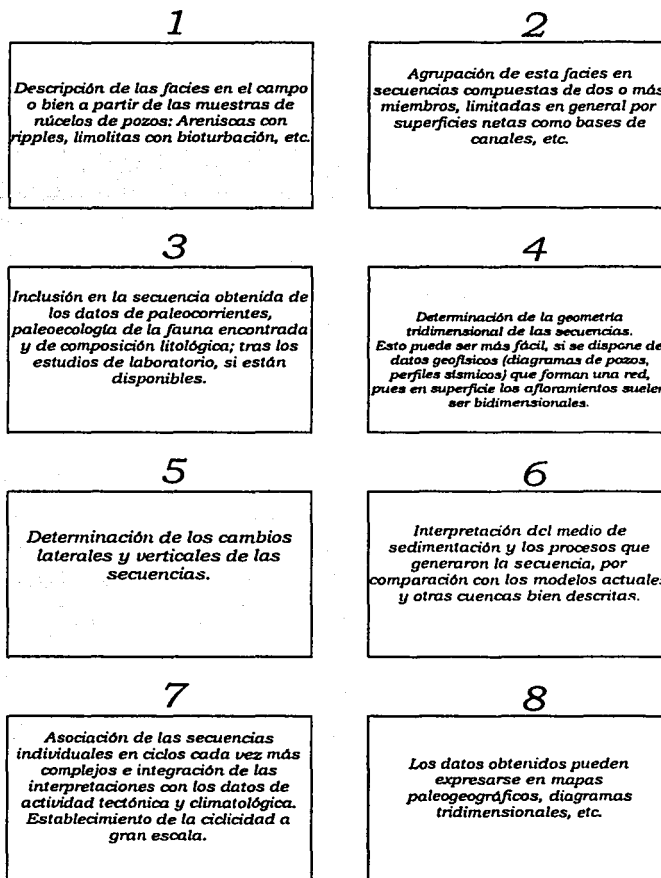 1
Descripción de las facies en el campo
o bien a partir de las muestras de
núcelos de pozos: Areniscas con
ripples, limolitas con bioturbación, etc.
2
Agrupación de esta facies en
secuencias compuestas de dos o más
miembros, limitadas en general por
superficies netas como bases de
canales, etc.
3
Inclusión en la secuencia obtenida de
los datos de paleocorrientes,
paleoecología de la fauna encontrada
y de composición litológica; tras los
estudios de laboratorio, si están
disponibles.
4
Determinación de la geometría
tridimensional de las secuencias.
Esto puede ser más fácil, si se dispone de
datos geofísicos (diagramas de pozos,
perfiles sísmicos) que forman una red,
pues en superficie los afloramientos suelen
ser bidimensionales.
5
Determinación de los cambios
laterales y verticales de las
secuencias.
6
Interpretación del medio de
sedimentación y los procesos que
generaron la secuencia, por
comparación con los modelos actuales
y otras cuencas bien descritas.
7
Asociación de las secuencias
individuales en ciclos cada vez más
complejos e integración de las
interpretaciones con los datos de
actividad tectónica y climatológica.
Establecimiento de la ciclicidad a
gran escala.
8
Los datos obtenidos pueden
expresarse en mapas
paleogeográficos, diagramas
tridimensionales, etc.